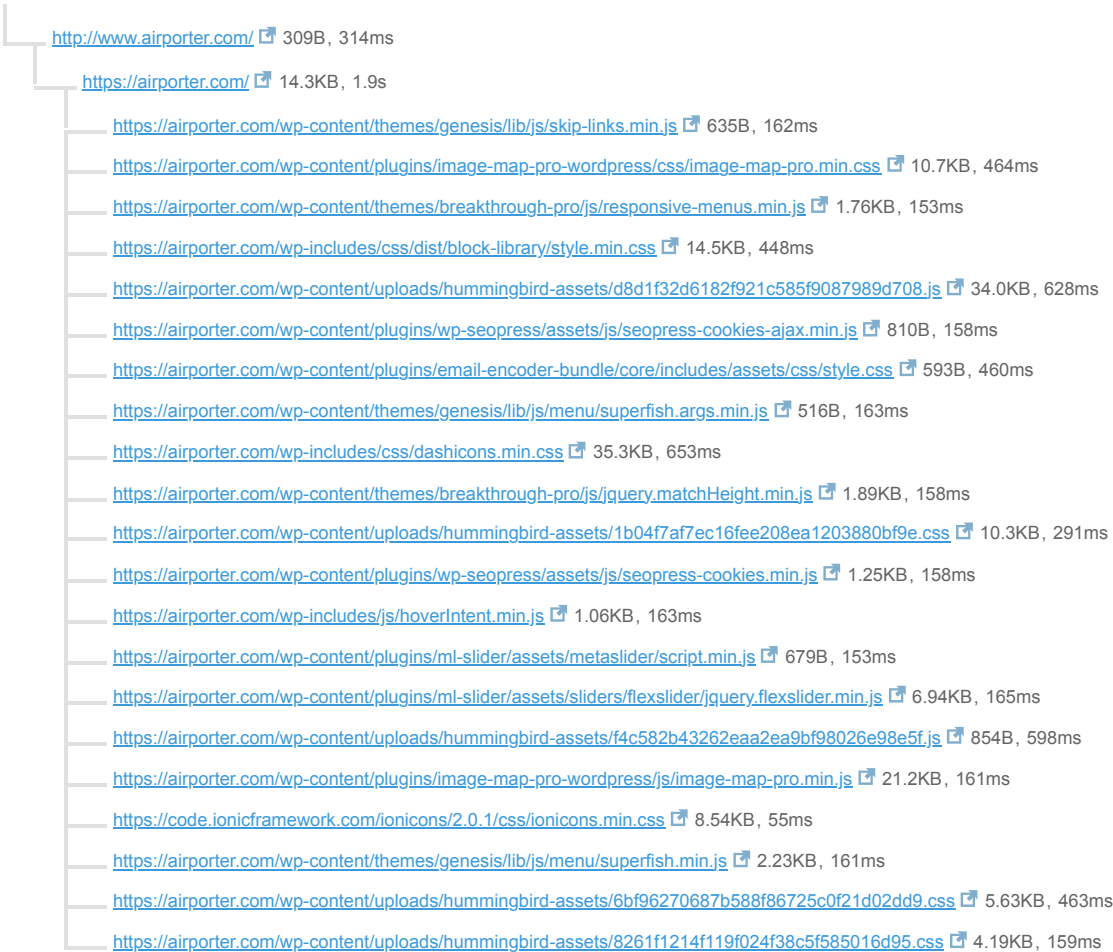 http://www.airporter.com/ 309B, 314ms
https://airporter.com/ 14.3KB, 1.9s
https://airporter.com/wp-content/themes/genesis/lib/js/skip-links.min.js 635B, 162ms
https://airporter.com/wp-content/plugins/image-map-pro-wordpress/css/image-map-pro.min.css 10.7KB, 464ms
https://airporter.com/wp-content/themes/breakthrough-pro/js/responsive-menus.min.js 1.76KB, 153ms
https://airporter.com/wp-includes/css/dist/block-library/style.min.css 14.5KB, 448ms
https://airporter.com/wp-content/uploads/hummingbird-assets/d8d1f32d6182f921c585f9087989d708.js 34.0KB, 628ms
https://airporter.com/wp-content/plugins/wp-seopress/assets/js/seopress-cookies-ajax.min.js 810B, 158ms
https://airporter.com/wp-content/plugins/email-encoder-bundle/core/includes/assets/css/style.css 593B, 460ms
https://airporter.com/wp-content/themes/genesis/lib/js/menu/superfish.args.min.js 516B, 163ms
https://airporter.com/wp-includes/css/dashicons.min.css 35.3KB, 653ms
https://airporter.com/wp-content/themes/breakthrough-pro/js/jquery.matchHeight.min.js 1.89KB, 158ms
https://airporter.com/wp-content/uploads/hummingbird-assets/1b04f7af7ec16fee208ea1203880bf9e.css 10.3KB, 291ms
https://airporter.com/wp-content/plugins/wp-seopress/assets/js/seopress-cookies.min.js 1.25KB, 158ms
https://airporter.com/wp-includes/js/hoverIntent.min.js 1.06KB, 163ms
https://airporter.com/wp-content/plugins/ml-slider/assets/metaslider/script.min.js 679B, 153ms
https://airporter.com/wp-content/plugins/ml-slider/assets/sliders/flexslider/jquery.flexslider.min.js 6.94KB, 165ms
https://airporter.com/wp-content/uploads/hummingbird-assets/f4c582b43262eaa2ea9bf98026e98e5f.js 854B, 598ms
https://airporter.com/wp-content/plugins/image-map-pro-wordpress/js/image-map-pro.min.js 21.2KB, 161ms
https://code.ionicframework.com/ionicons/2.0.1/css/ionicons.min.css 8.54KB, 55ms
https://airporter.com/wp-content/themes/genesis/lib/js/menu/superfish.min.js 2.23KB, 161ms
https://airporter.com/wp-content/uploads/hummingbird-assets/6bf96270687b588f86725c0f21d02dd9.css 5.63KB, 463ms
https://airporter.com/wp-content/uploads/hummingbird-assets/8261f1214f119f024f38c5f585016d95.css 4.19KB, 159ms